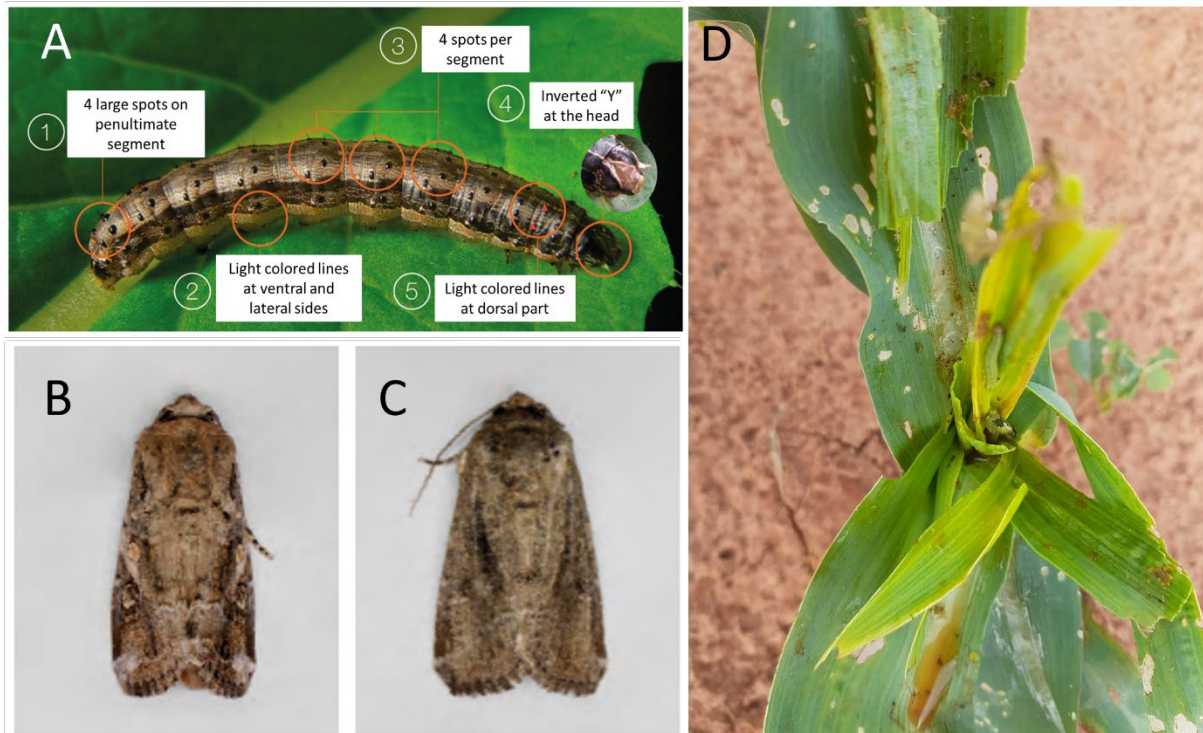 A
1
4 large spots on
penultimate
segment
3
4 spots per
segment
4
Inverted “Y”
at the head
2
Light colored lines
at ventral and
lateral sides
5
Light colored lines
at dorsal part
B
C
D